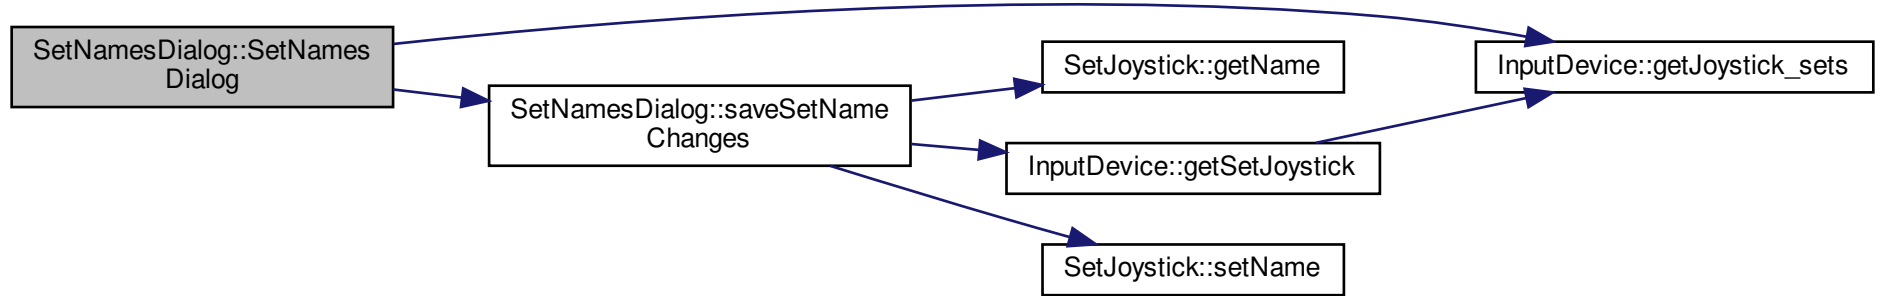 SetNamesDialog::SetNames
Dialog
SetNamesDialog::saveSetName
Changes
SetJoystick::getName
InputDevice::getSetJoystick
SetJoystick::setName
InputDevice::getJoystick_sets